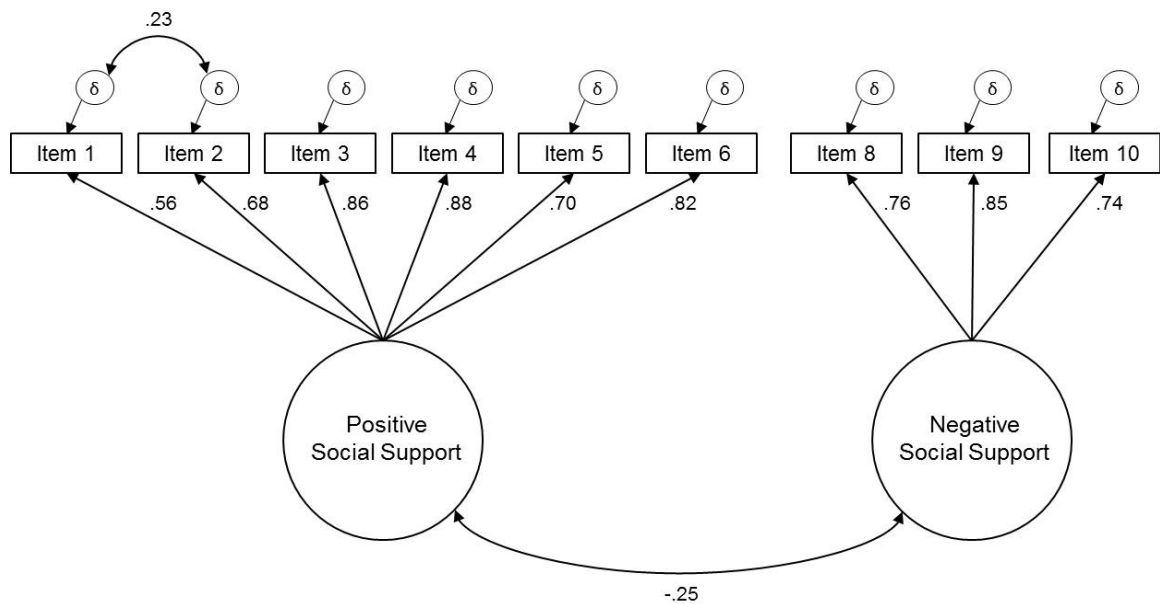 .23
δ δ δ δ δ δ δ δ δ
Item 1 Item 2 Item 3 Item 4 Item 5 Item 6 Item 8 Item 9 Item 10
.56 .68 .86 .88 .70 .82 .76 .85 .74
Positive
Social Support
Negative
Social Support
-.25